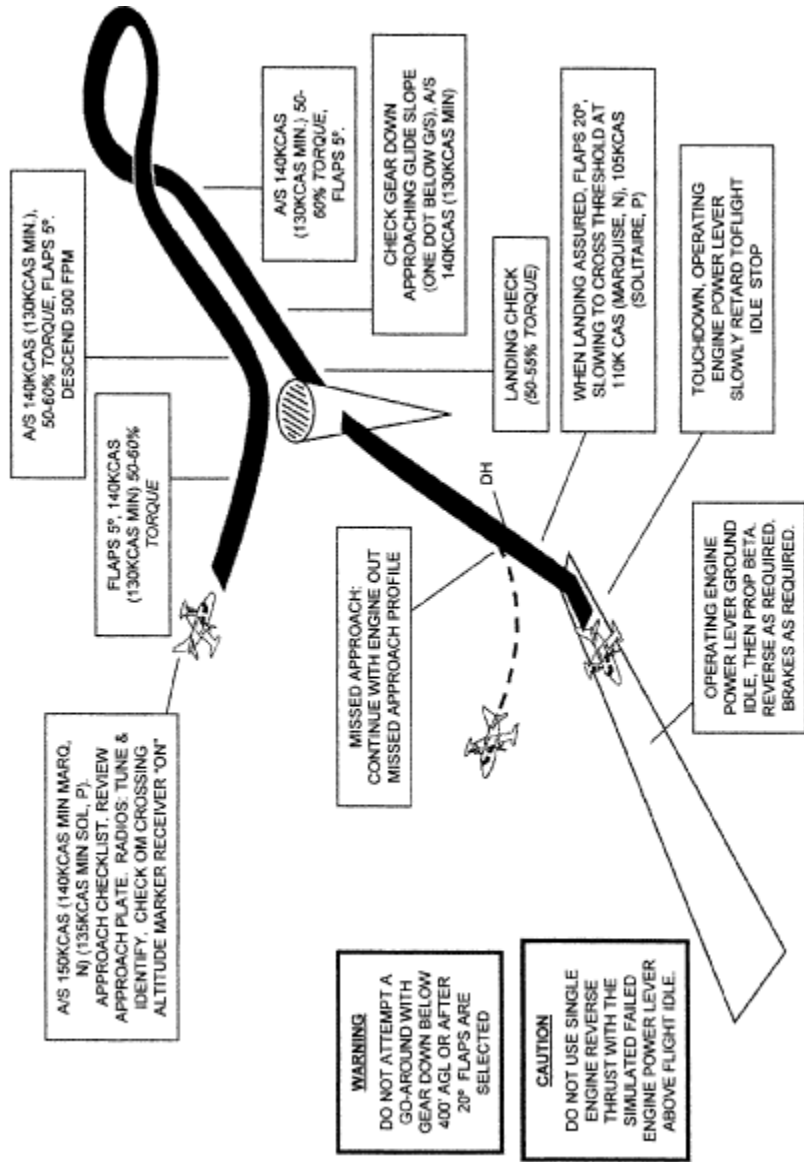 A/S 150KCAS (140KCAS MIN MARQ,
N) (135KCAS MIN SOL, P).
APPROACH CHECKLIST, REVIEW
APPROACH PLATE. RADIOS: TUNE &
IDENTIFY, CHECK OM CROSSING
ALTITUDE MARKER RECEIVER "ON"
FLAPS 5º, 140KCAS
(130KCAS MIN) 50-60%
TORQUE
A/S 140KCAS (130KCAS MIN.),
50-60% TORQUE, FLAPS 5º.
DESCEND 500 FPM
A/S 140KCAS
(130KCAS MIN.) 50-
60% TORQUE,
FLAPS 5º.
CHECK GEAR DOWN
APPROACHING GLIDE SLOPE
(ONE DOT BELOW G/S), A/S
140KCAS (130KCAS MIN)
LANDING CHECK
(50-55% TORQUE)
MISSED APPROACH:
CONTINUE WITH ENGINE OUT
MISSED APPROACH PROFILE
DH
WHEN LANDING ASSURED, FLAPS 20º,
SLOWING TO CROSS THRESHOLD AT
110K CAS (MARQUISE, N), 105KCAS
(SOLITAIRE, P)
TOUCHDOWN, OPERATING
ENGINE POWER LEVER
SLOWLY RETARD TOFLIGHT
IDLE STOP
OPERATING ENGINE
POWER LEVER GROUND
IDLE, THEN PROP BETA.
REVERSE AS REQUIRED,
BRAKES AS REQUIRED.
WARNING
DO NOT ATTEMPT A
GO-AROUND WITH
GEAR DOWN BELOW
400' AGL OR AFTER
20º FLAPS ARE
SELECTED
CAUTION
DO NOT USE SINGLE
ENGINE REVERSE
THRUST WITH THE
SIMULATED FAILED
ENGINE POWER LEVER
ABOVE FLIGHT IDLE.